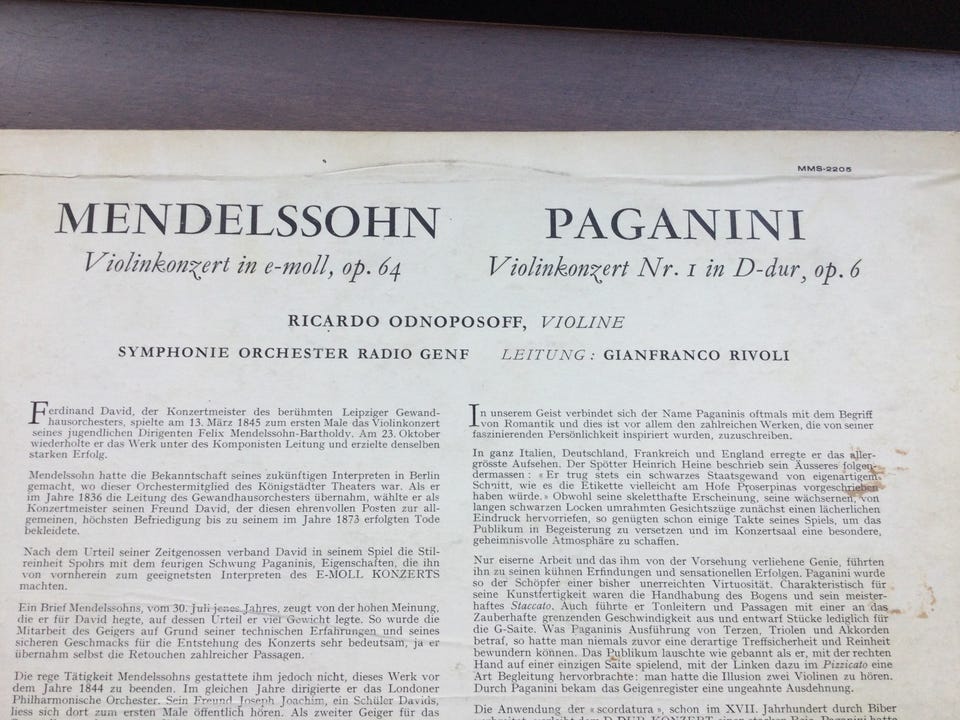 MMS-2205
MENDELSSOHN
Violinkonzert in e-moll, op. 64
PAGANINI
Violinkonzert Nr. 1 in D-dur, op. 6
RICARDO ODNOPOSOFF, VIOLINE
SYMPHONIE ORCHESTER RADIO GENF LEITUNG: GIANFRANCO RIVOLI
Ferdinand David, der Konzertmeister des berühmten Leipziger Gewand-
hausorchesters, spielte am 13. März 1845 zum ersten Male das Violinkonzert
seines jugendlichen Dirigenten Felix Mendelssohn-Bartholdy. Am 23. Oktober
wiederholte er das Werk unter des Komponisten Leitung und erzielte denselben
starken Erfolg.
Mendelssohn hatte die Bekanntschaft seines zukünftigen Interpreten in Berlin
gemacht, wo dieser Orchestermitglied des Königstädter Theaters war. Als er
im Jahre 1836 die Leitung des Gewandhausorchesters übernahm, wählte er als
Konzertmeister seinen Freund David, der diesen ehrenvollen Posten zur all-
gemeinen, höchsten Befriedigung bis zu seinem im Jahre 1873 erfolgten Tode
bekleidete.
Nach dem Urteil seiner Zeitgenossen verband David in seinem Spiel die Stil-
reinheit Spohrs mit dem feurigen Schwung Paganinis, Eigenschaften, die ihn
von vornherein zum geeignetsten Interpreten des E-MOLL KONZERTS
machten.
Ein Brief Mendelssohns, vom 30. Juli jenes Jahres, zeugt von der hohen Meinung,
die er für David hegte, auf dessen Urteil er viel Gewicht legte. So wurde die
Mitarbeit des Geigers auf Grund seiner technischen Erfahrungen und seines
sicheren Geschmacks für die Entstehung des Konzerts sehr bedeutsam, ja er
übernahm selbst die Retouchen zahlreicher Passagen.
Die rege Tätigkeit Mendelssohns gestattete ihm jedoch nicht, dieses Werk vor
dem Jahre 1844 zu beenden. Im gleichen Jahre dirigierte er das Londoner
Philharmonische Orchester. Sein Freund Joseph Joachim, ein Schüler Davids,
liess sich dort zum ersten Male öffentlich hören. Als zweiter Geiger für das
In unserem Geist verbindet sich der Name Paganinis oftmals mit dem Begriff
von Romantik und dies ist vor allem den zahlreichen Werken, die von seiner
faszinierenden Persönlichkeit inspiriert wurden, zuzuschreiben.
In ganz Italien, Deutschland, Frankreich und England erregte er das aller-
grösste Aufsehen. Der Spötter Heinrich Heine beschrieb sein Äusseres folgen-
dermassen : « Er trug stets ein schwarzes Staatsgewand von eigenartigem
Schnitt, wie es die Etikette vielleicht am Hofe Proserpinas vorgeschrieben
haben würde. » Obwohl seine skeletthafte Erscheinung, seine wächsernen, von
langen schwarzen Locken umrahmten Gesichtszüge zunächst einen lächerlichen
Eindruck hervorriefen, so genügten schon einige Takte seines Spiels, um das
Publikum in Begeisterung zu versetzen und im Konzertsaal eine besondere,
geheimnisvolle Atmosphäre zu schaffen.
Nur eiserne Arbeit und das ihm von der Vorsehung verliehene Genie, führten
ihn zu seinen kühnen Erfindungen und sensationellen Erfolgen. Paganini wurde
so der Schöpfer einer bisher unerreichten Virtuosität. Charakteristisch für
seine Kunstfertigkeit waren die Handhabung des Bogens und sein meister-
haftes Staccato. Auch führte er Tonleitern und Passagen mit einer an das
Zauberhafte grenzenden Geschwindigkeit aus und entwarf Stücke lediglich für
die G-Saite. Was Paganinis Ausführung von Terzen, Triolen und Akkorden
betraf, so hatte man niemals zuvor eine derartige Treffsicherheit und Reinheit
bewundern können. Das Publikum lauschte wie gebannt als er, mit der rechten
Hand auf einer einzigen Saite spielend, mit der Linken dazu im Pizzicato eine
Art Begleitung hervorbrachte : man hatte die Illusion zwei Violinen zu hören.
Durch Paganini bekam das Geigenregister eine ungeahnte Ausdehnung.
Die Anwendung der « scordatura », schon im XVII. Jahrhundert durch Biber